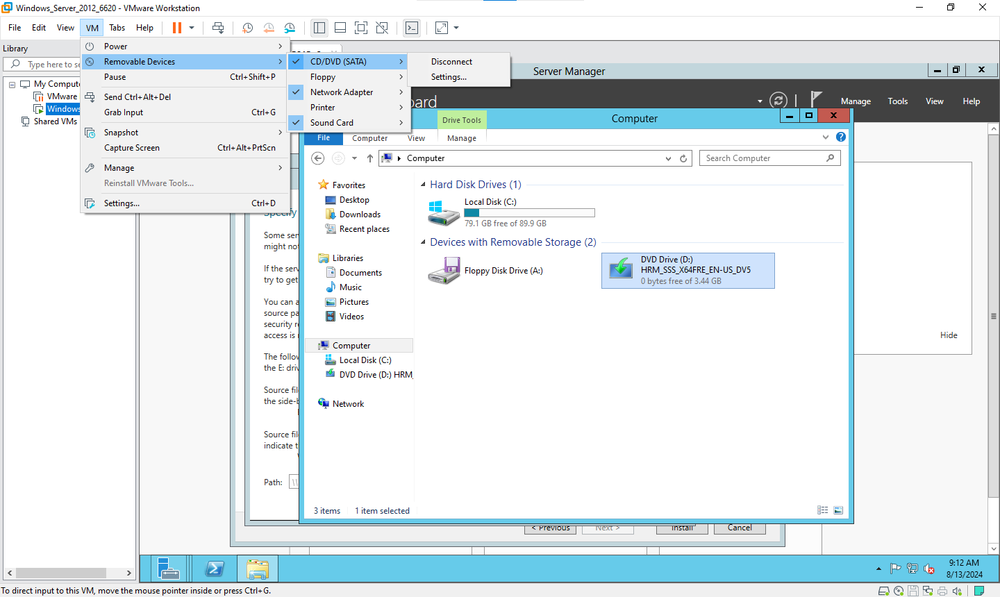 Windows_Server_2012_6620 - VMware Workstation
File Edit View VM Tabs Help
Library
Type here to se
My Compute
VMware
Windows
Shared VMs
Power
Removable Devices
Pause Ctrl+Shift+P
Send Ctrl+Alt+Del
Grab Input Ctrl+G
Snapshot
Capture Screen Ctrl+Alt+PrtScn
Manage
Reinstall VMware Tools...
Settings... Ctrl+D
CD/DVD (SATA)
Floppy
Network Adapter
Printer
Sound Card
Disconnect
Settings...
Server Manager
oard
Manage Tools View Help
Drive Tools
Computer
File Computer View Manage
Computer
Search Computer
Favorites
Desktop
Downloads
Recent places
Libraries
Documents
Music
Pictures
Videos
Computer
Local Disk (C:)
DVD Drive (D:) HRM_
Network
Hard Disk Drives (1)
Local Disk (C:)
79.1 GB free of 89.9 GB
Devices with Removable Storage (2)
Floppy Disk Drive (A:)
DVD Drive (D:)
HRM_SSS_X64FRE_EN-US_DV5
0 bytes free of 3.44 GB
3 items 1 item selected
Specify
Some ser
might not
If the serv
try to get
You can a
source pa
security re
access is
The follow
the E: driv
Source fil
the side-b
Source fil
indicate t
Path: \\
Hide
< Previous Next > Install Cancel
9:12 AM
8/13/2024
To direct input to this VM, move the mouse pointer inside or press Ctrl+G.